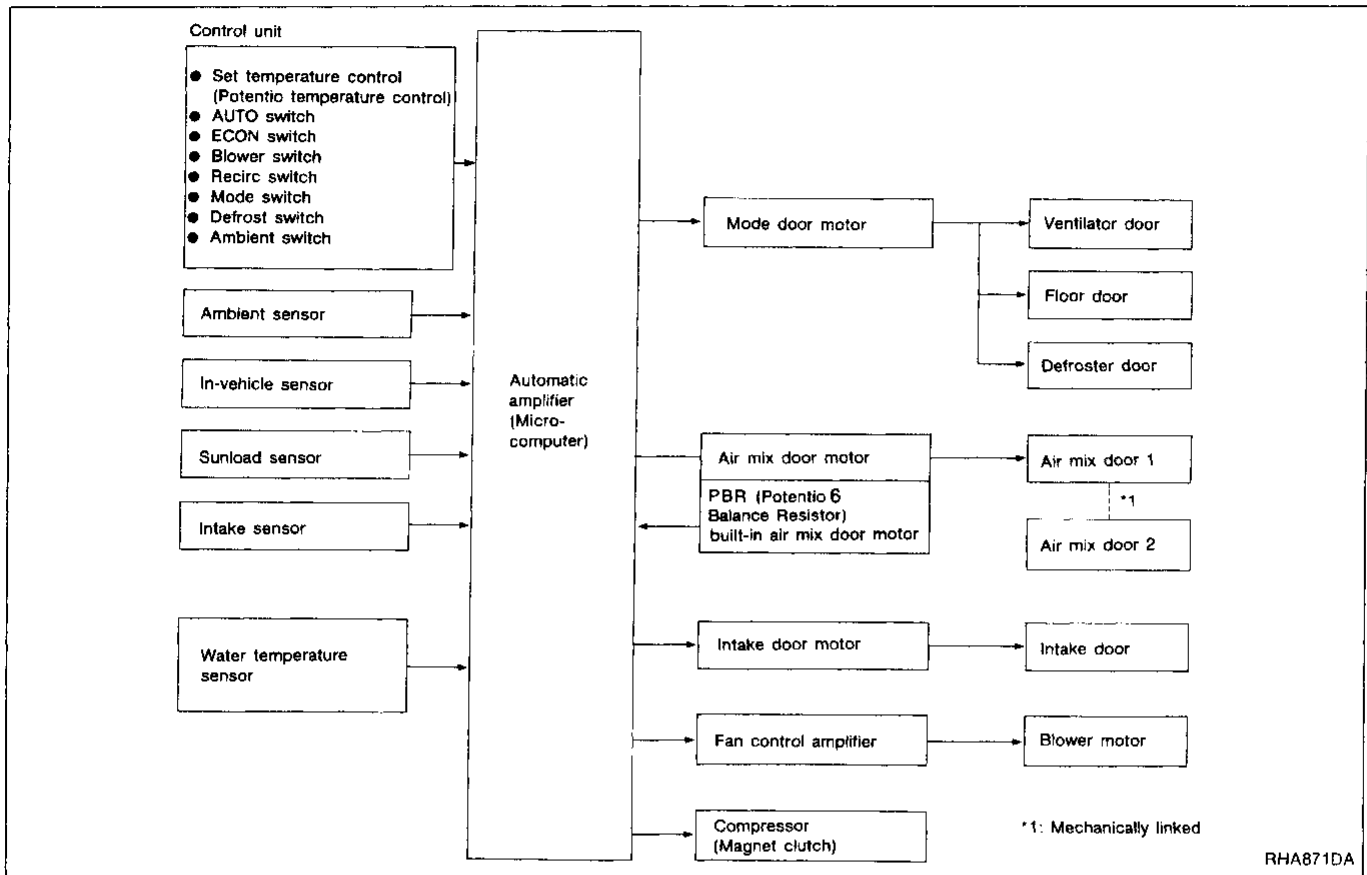 Control unit
● Set temperature control
(Potentio temperature control)
● AUTO switch
● ECON switch
● Blower switch
● Recirc switch
● Mode switch
● Defrost switch
● Ambient switch
Ambient sensor
In-vehicle sensor
Sunload sensor
Intake sensor
Water temperature
sensor
Automatic
amplifier
(Micro-
computer)
Mode door motor
Air mix door motor
PBR (Potentio 6
Balance Resistor)
built-in air mix door motor
Intake door motor
Fan control amplifier
Compressor
(Magnet clutch)
Ventilator door
Floor door
Defroster door
Air mix door 1
*1
Air mix door 2
Intake door
Blower motor
*1: Mechanically linked
RHA871DA